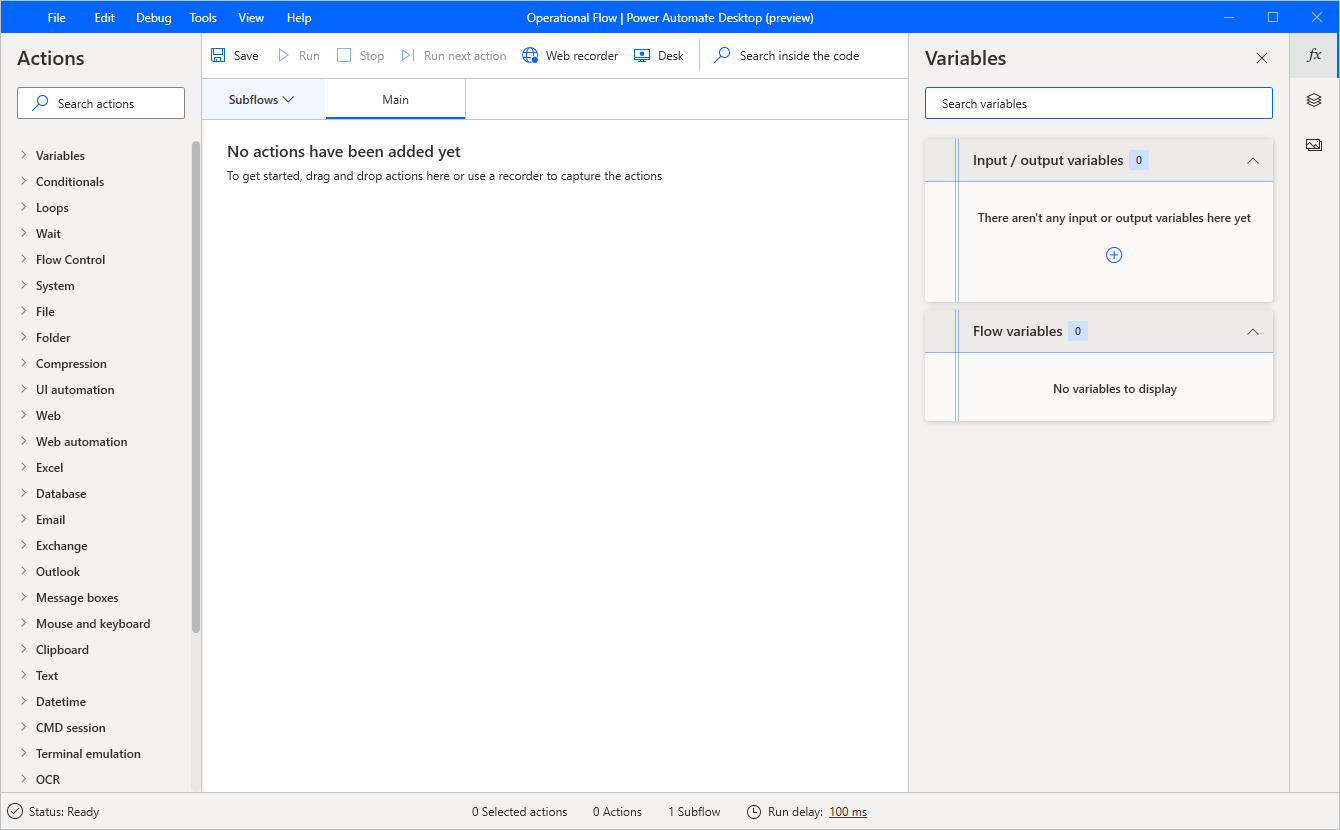 File Edit Debug Tools View Help
Operational Flow | Power Automate Desktop (preview)
Actions
Search actions
Variables
Conditionals
Loops
Wait
Flow Control
System
File
Folder
Compression
UI automation
Web
Web automation
Excel
Database
Email
Exchange
Outlook
Message boxes
Mouse and keyboard
Clipboard
Text
Datetime
CMD session
Terminal emulation
OCR
Save Run Stop Run next action Web recorder Desk Search inside the code
Subflows Main
No actions have been added yet
To get started, drag and drop actions here or use a recorder to capture the actions
Variables
Search variables
Input / output variables 0
There aren't any input or output variables here yet
Flow variables 0
No variables to display
fx
Status: Ready 0 Selected actions 0 Actions 1 Subflow Run delay: 100 ms